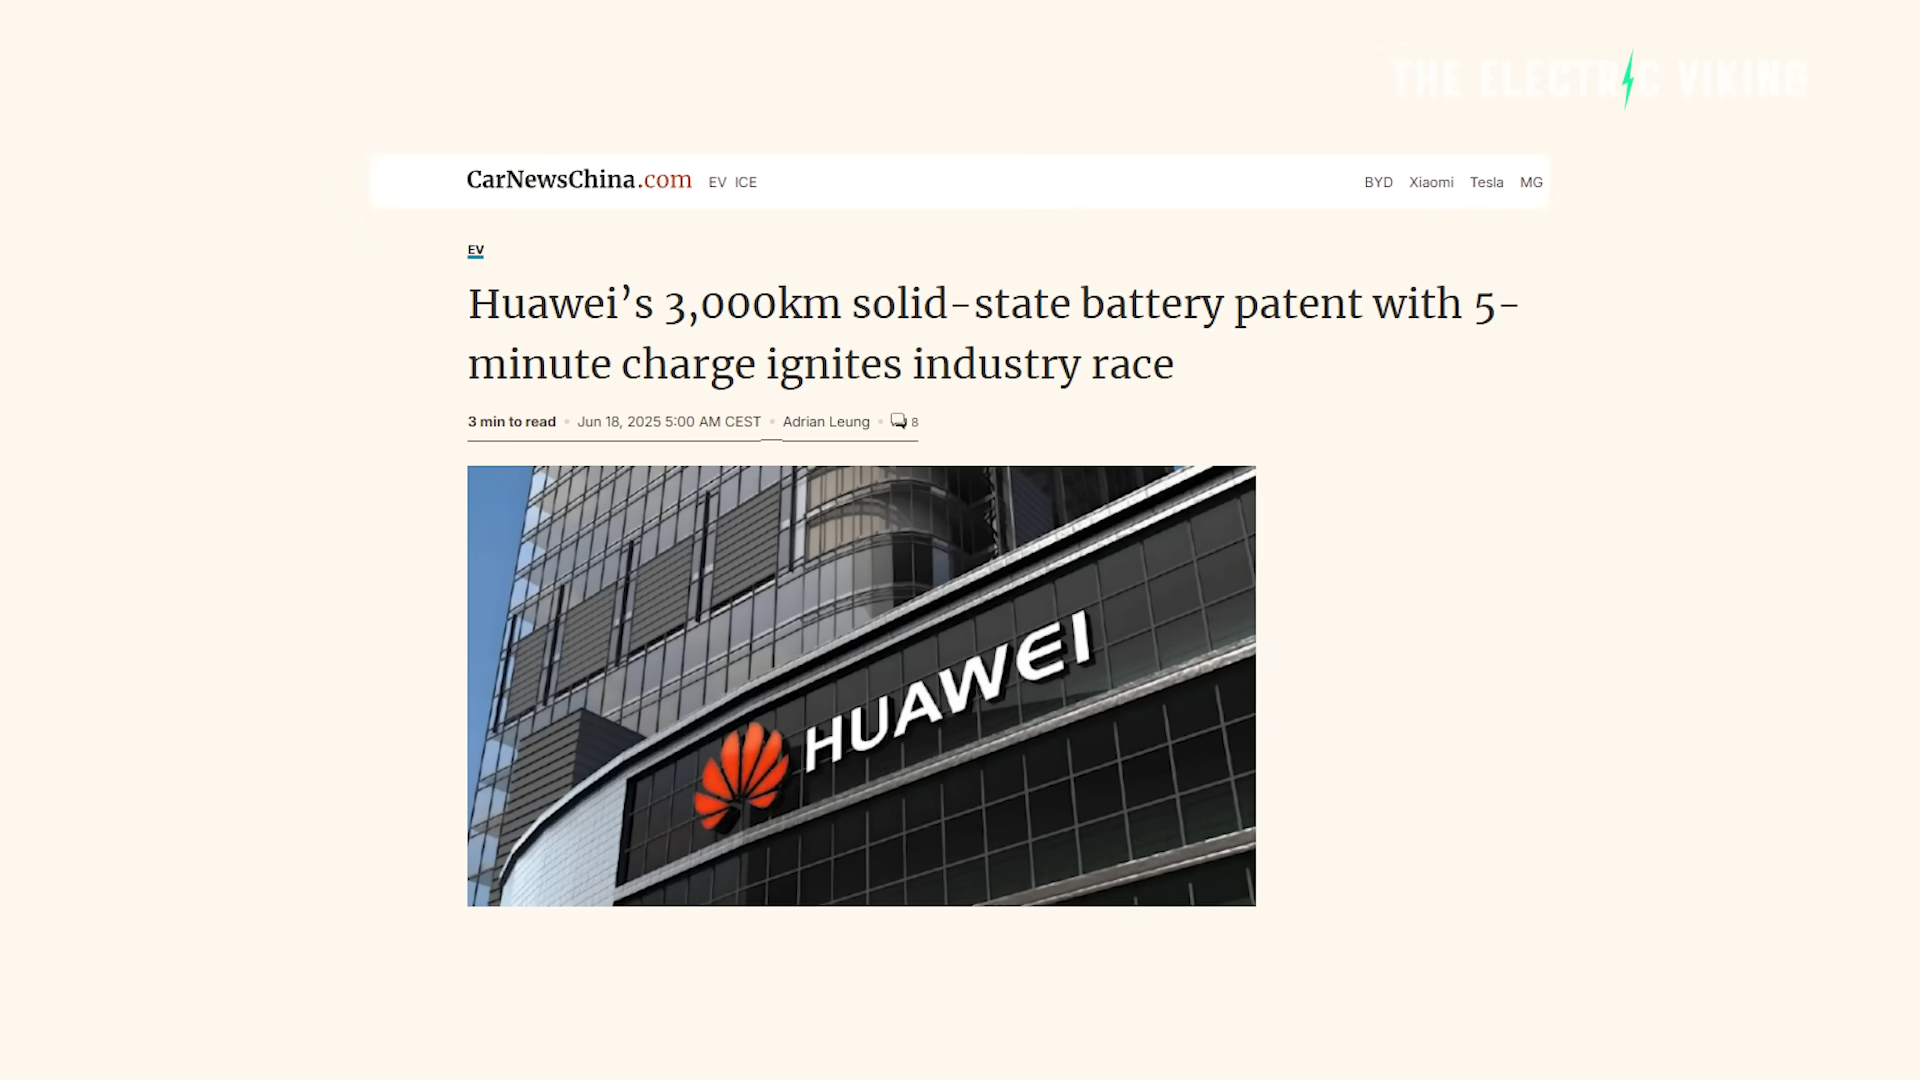 THE ELECTRIC VIKING
CarNewsChina.com EV ICE BYD Xiaomi Tesla MG
EV
Huawei’s 3,000km solid-state battery patent with 5-
minute charge ignites industry race
3 min to read • Jun 18, 2025 5:00 AM CEST • Adrian Leung • 8
HUAWEI